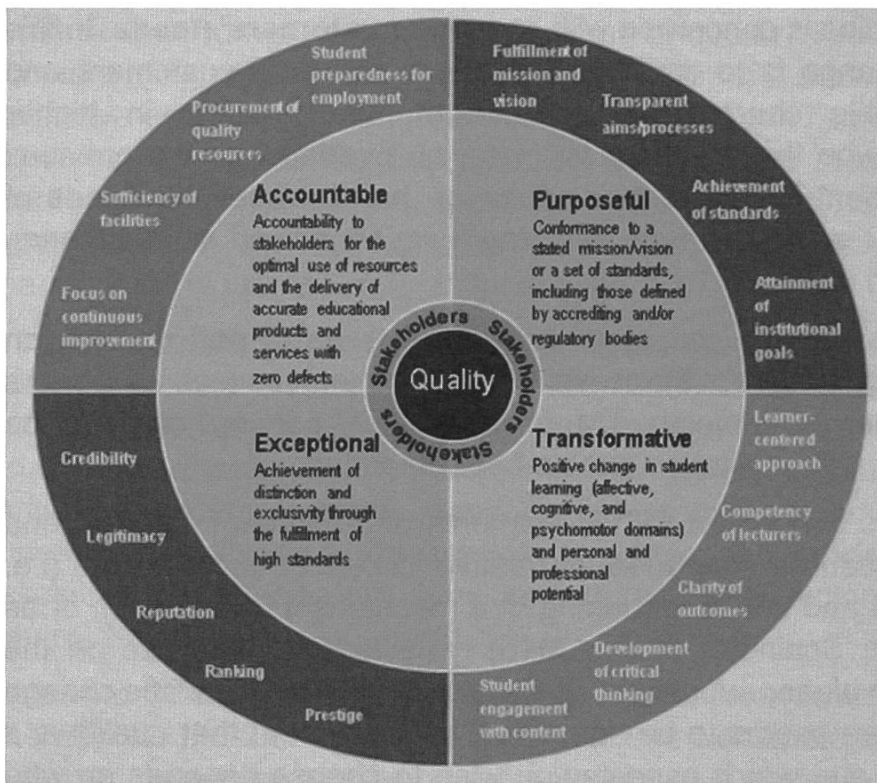 Student
preparedness for
employment
Procurement of
quality
resources
Sufficiency of
facilities
Focus on
continuous
improvement
Accountable
Accountability to
stakeholders for the
optimal use of resources
and the delivery of
accurate educational
products and
services with
zero defects
Fulfillment of
mission and
vision
Transparent
aims/processes
Achievement
of standards
Attainment
of
institutional
goals
Purposeful
Conformance to a
stated mission/vision
or a set of standards,
including those defined
by accrediting and/or
regulatory bodies
Stakeholders
Stakeholders
Stakeholders
Quality
Credibility
Legitimacy
Reputation
Ranking
Prestige
Exceptional
Achievement of
distinction and
exclusivity through
the fulfillment of
high standards
Transformative
Positive change in student
learning (affective,
cognitive, and
psychomotor domains)
and personal and
professional
potential
Learner-
centered
approach
Competency
of lecturers
Clarity of
outcomes
Development
of critical
thinking
Student
engagement
with content